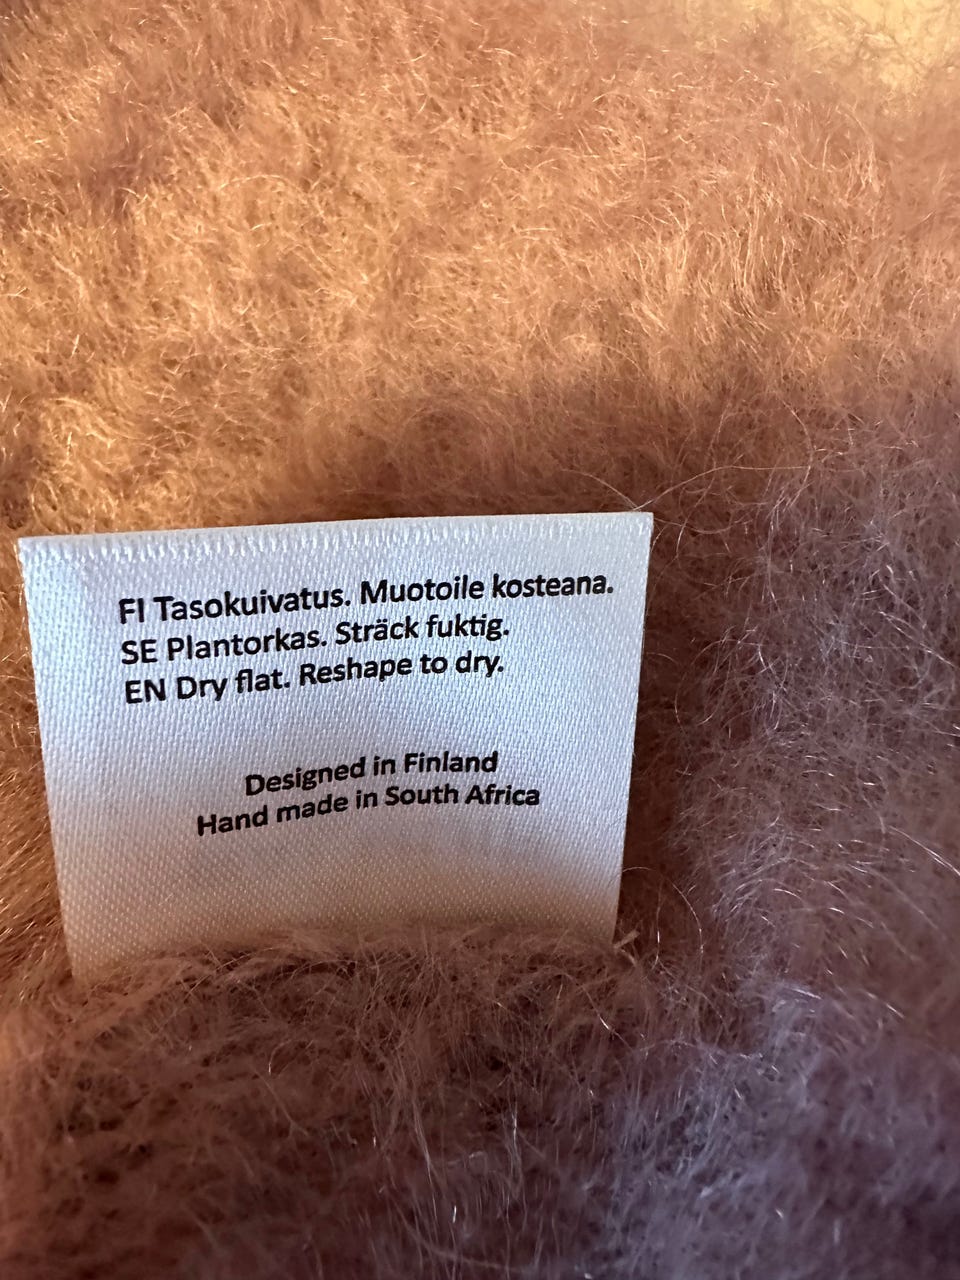 FI Tasokuivatus. Muotoile kosteana.
SE Plantorkas. Sträck fuktig.
EN Dry flat. Reshape to dry.
Designed in Finland
Hand made in South Africa